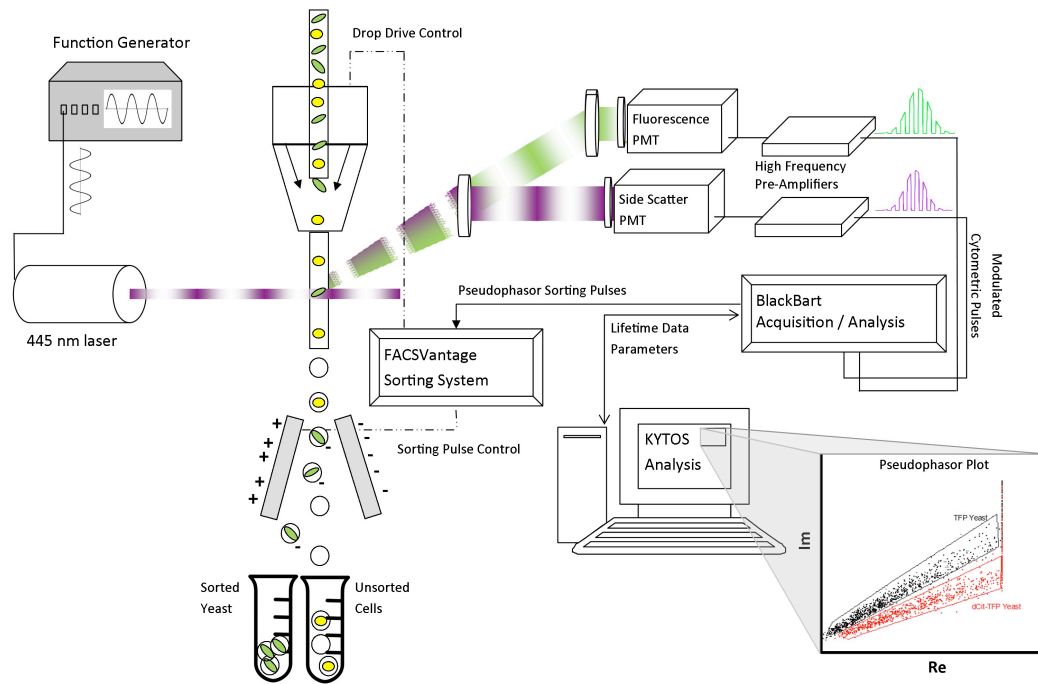 Function Generator
Drop Drive Control
Fluorescence
PMT
High Frequency
Pre-Amplifiers
Side Scatter
PMT
Modulated
Cytometric Pulses
445 nm laser
Pseudophasor Sorting Pulses
BlackBart
Acquisition / Analysis
Lifetime Data
Parameters
FACSVantage
Sorting System
Sorting Pulse Control
KYTOS
Analysis
Pseudophasor Plot
TFP Yeast
dCit-TFP Yeast
Im
Re
Sorted
Yeast
Unsorted
Cells